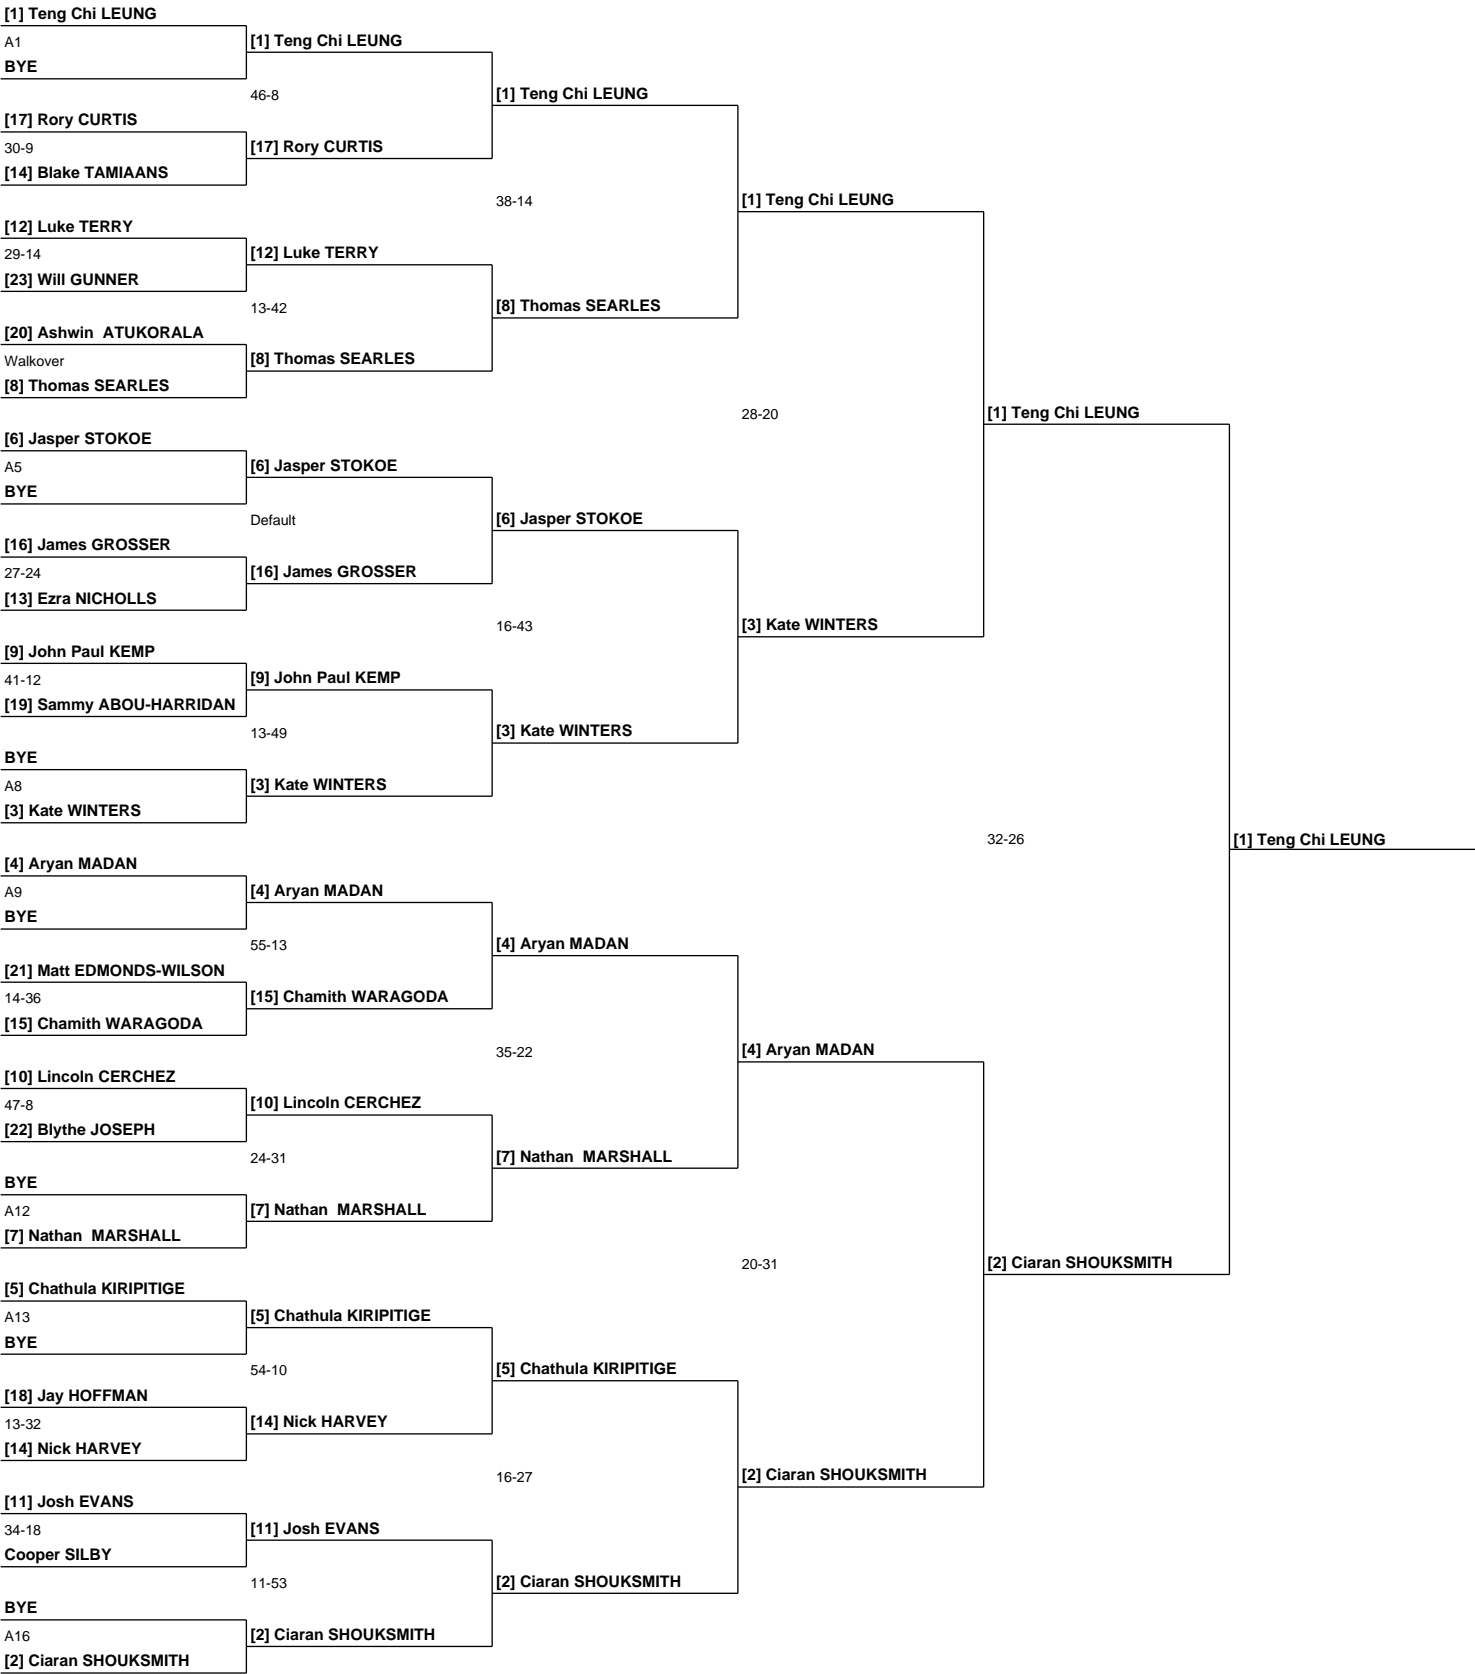 [1] Teng Chi LEUNG
A1
BYE
[17] Rory CURTIS
30-9
[14] Blake TAMIAANS
[12] Luke TERRY
29-14
[23] Will GUNNER
[20] Ashwin  ATUKORALA
Walkover
[8] Thomas SEARLES
[6] Jasper STOKOE
A5
BYE
[16] James GROSSER
27-24
[13] Ezra NICHOLLS
[9] John Paul KEMP
41-12
[19] Sammy ABOU-HARRIDAN
BYE
A8
[3] Kate WINTERS
[4] Aryan MADAN
A9
BYE
[21] Matt EDMONDS-WILSON
14-36
[15] Chamith WARAGODA
[10] Lincoln CERCHEZ
47-8
[22] Blythe JOSEPH
BYE
A12
[7] Nathan  MARSHALL
[5] Chathula KIRIPITIGE
A13
BYE
[18] Jay HOFFMAN
13-32
[14] Nick HARVEY
[11] Josh EVANS
34-18
Cooper SILBY
BYE
A16
[2] Ciaran SHOUKSMITH
[1] Teng Chi LEUNG
46-8
[17] Rory CURTIS
[12] Luke TERRY
13-42
[8] Thomas SEARLES
[6] Jasper STOKOE
Default
[16] James GROSSER
[9] John Paul KEMP
13-49
[3] Kate WINTERS
[4] Aryan MADAN
55-13
[15] Chamith WARAGODA
[10] Lincoln CERCHEZ
24-31
[7] Nathan  MARSHALL
[5] Chathula KIRIPITIGE
54-10
[14] Nick HARVEY
[11] Josh EVANS
11-53
[2] Ciaran SHOUKSMITH
[1] Teng Chi LEUNG
38-14
[8] Thomas SEARLES
[6] Jasper STOKOE
16-43
[3] Kate WINTERS
[4] Aryan MADAN
35-22
[7] Nathan  MARSHALL
[5] Chathula KIRIPITIGE
16-27
[2] Ciaran SHOUKSMITH
[1] Teng Chi LEUNG
28-20
[3] Kate WINTERS
[4] Aryan MADAN
20-31
[2] Ciaran SHOUKSMITH
[1] Teng Chi LEUNG
32-26
[2] Ciaran SHOUKSMITH
[1] Teng Chi LEUNG